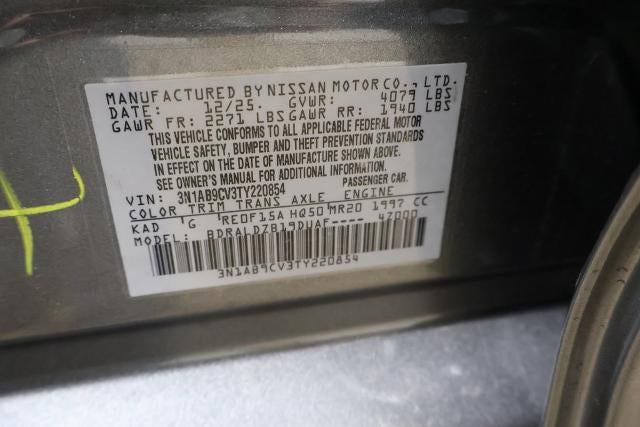 MANUFACTURED BY NISSAN MOTOR CO., LTD.
DATE: 12/25. GVWR: 4079 LBS
GAWR FR: 2271 LBS GAWR RR: 1940 LBS
THIS VEHICLE CONFORMS TO ALL APPLICABLE FEDERAL MOTOR
VEHICLE SAFETY, BUMPER AND THEFT PREVENTION STANDARDS
IN EFFECT ON THE DATE OF MANUFACTURE SHOWN ABOVE.
SEE OWNER'S MANUAL FOR ADDITIONAL INFORMATION.
VIN: 3N1AB9CV3TY220854 PASSENGER CAR.
COLOR TRIM TRANS AXLE ENGINE
KAD G RE0F15A HQ50 MR20 1997 CC
MODEL: BDRALDZB19DUAF---- 47000
3N1AB9CV3TY220854